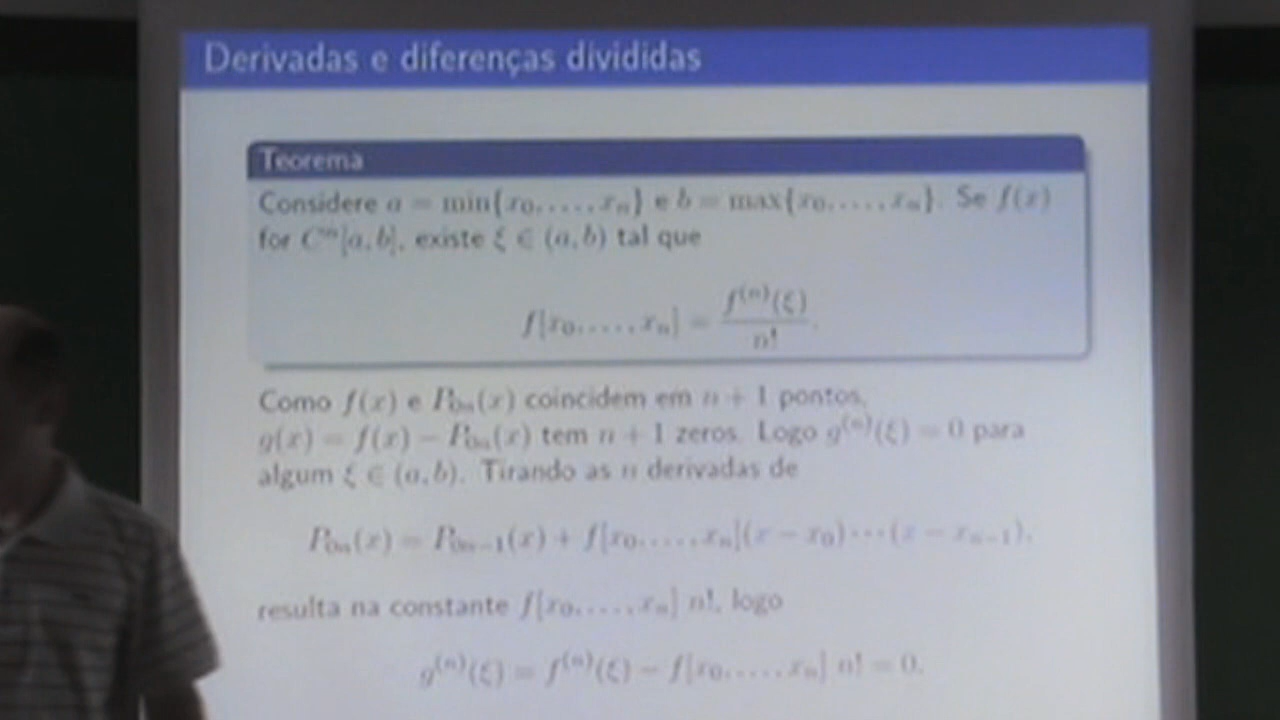 Derivadas e diferenças divididas
Teorema
Considere a = min{x₀, . . . , xₙ} e b = max{x₀, . . . , xₙ}. Se f(x)
for Cⁿ[a, b], existe ξ ∈ (a, b) tal que
f[x₀, . . . , xₙ] = f⁽ⁿ⁾(ξ) / n! .
Como f(x) e P₀ₙ(x) coincidem em n + 1 pontos,
g(x) = f(x) − P₀ₙ(x) tem n + 1 zeros. Logo g⁽ⁿ⁾(ξ) = 0 para
algum ξ ∈ (a, b). Tirando as n derivadas de
P₀ₙ(x) = P₀ₙ₋₁(x) + f[x₀, . . . , xₙ](x − x₀) · · · (x − xₙ₋₁),
resulta na constante f[x₀, . . . , xₙ] n!, logo
g⁽ⁿ⁾(ξ) = f⁽ⁿ⁾(ξ) − f[x₀, . . . , xₙ] n! = 0.